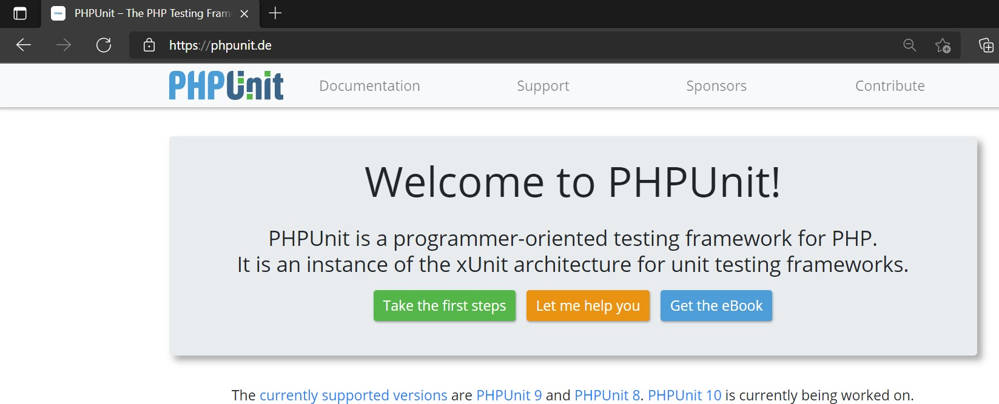 PHPUnit – The PHP Testing Fram
https://phpunit.de
PHPUnit
Documentation
Support
Sponsors
Contribute
Welcome to PHPUnit!
PHPUnit is a programmer-oriented testing framework for PHP.
It is an instance of the xUnit architecture for unit testing frameworks.
Take the first steps
Let me help you
Get the eBook
The currently supported versions are PHPUnit 9 and PHPUnit 8. PHPUnit 10 is currently being worked on.